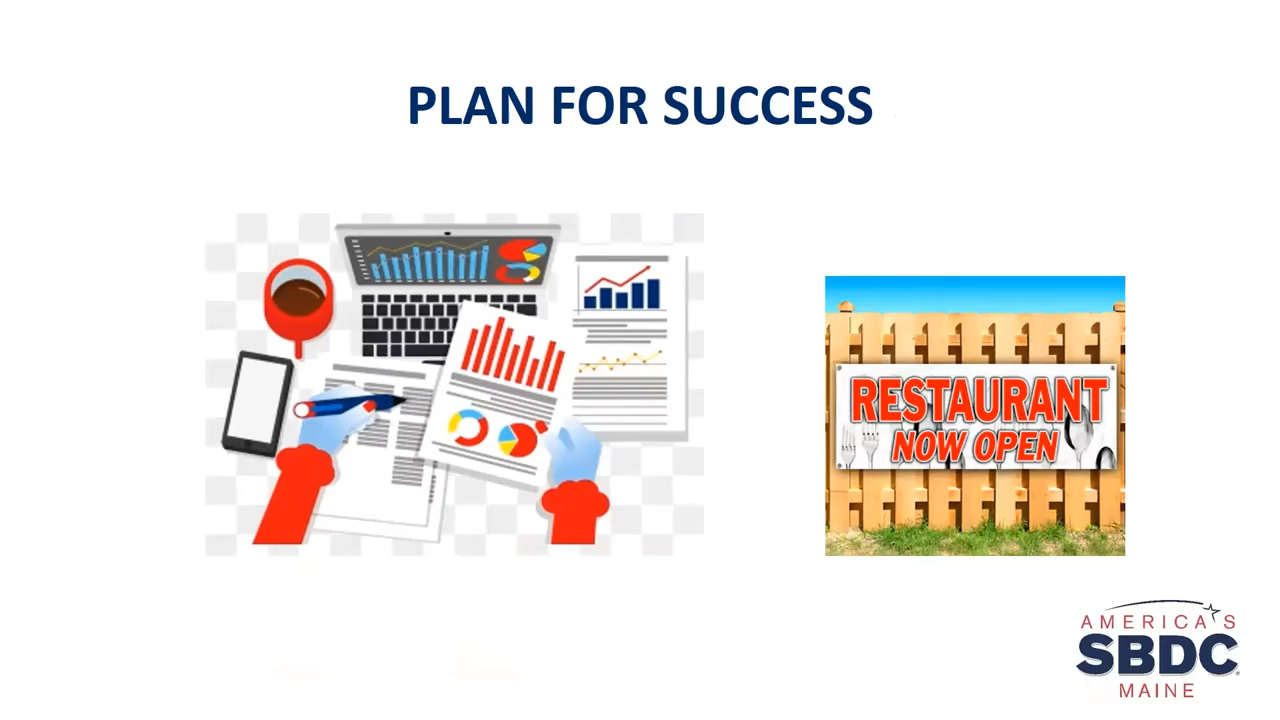 PLAN FOR SUCCESS
RESTAURANT
NOW OPEN
AMERICA'S
SBDC
MAINE